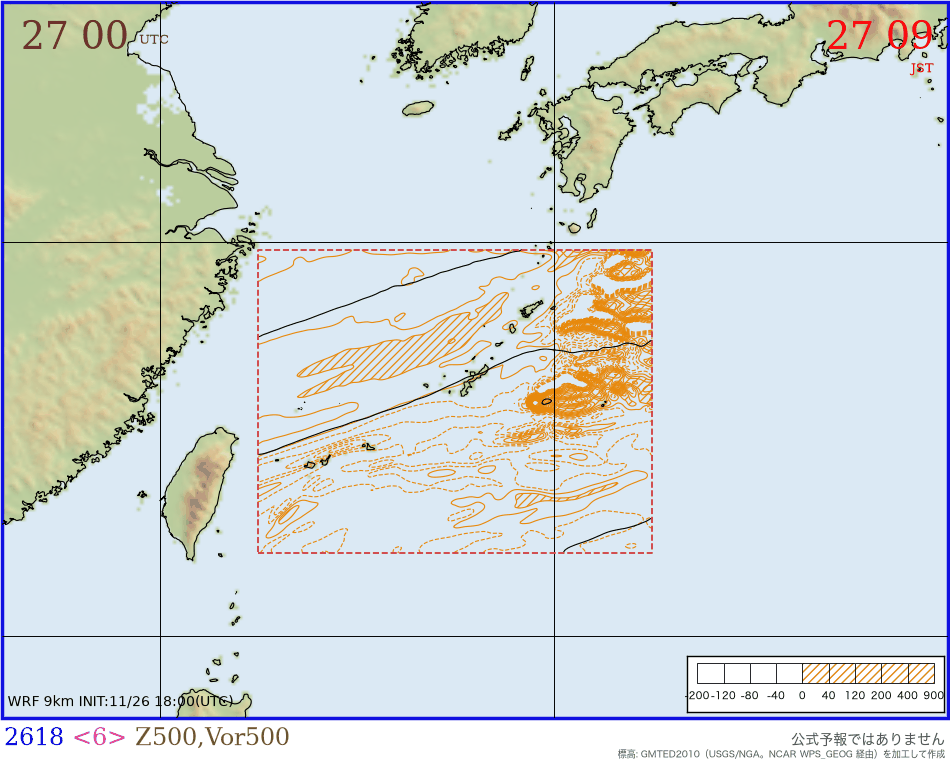 27 00 UTC
27 09
JST
-200 -120 -80 -40 0 40 120 200 400 900
WRF 9km INIT:11/26 18:00(UTC)
2618 <6> Z500,Vor500
公式予報ではありません
標高: GMTED2010（USGS/NGA。NCAR WPS_GEOG 経由）を加工して作成